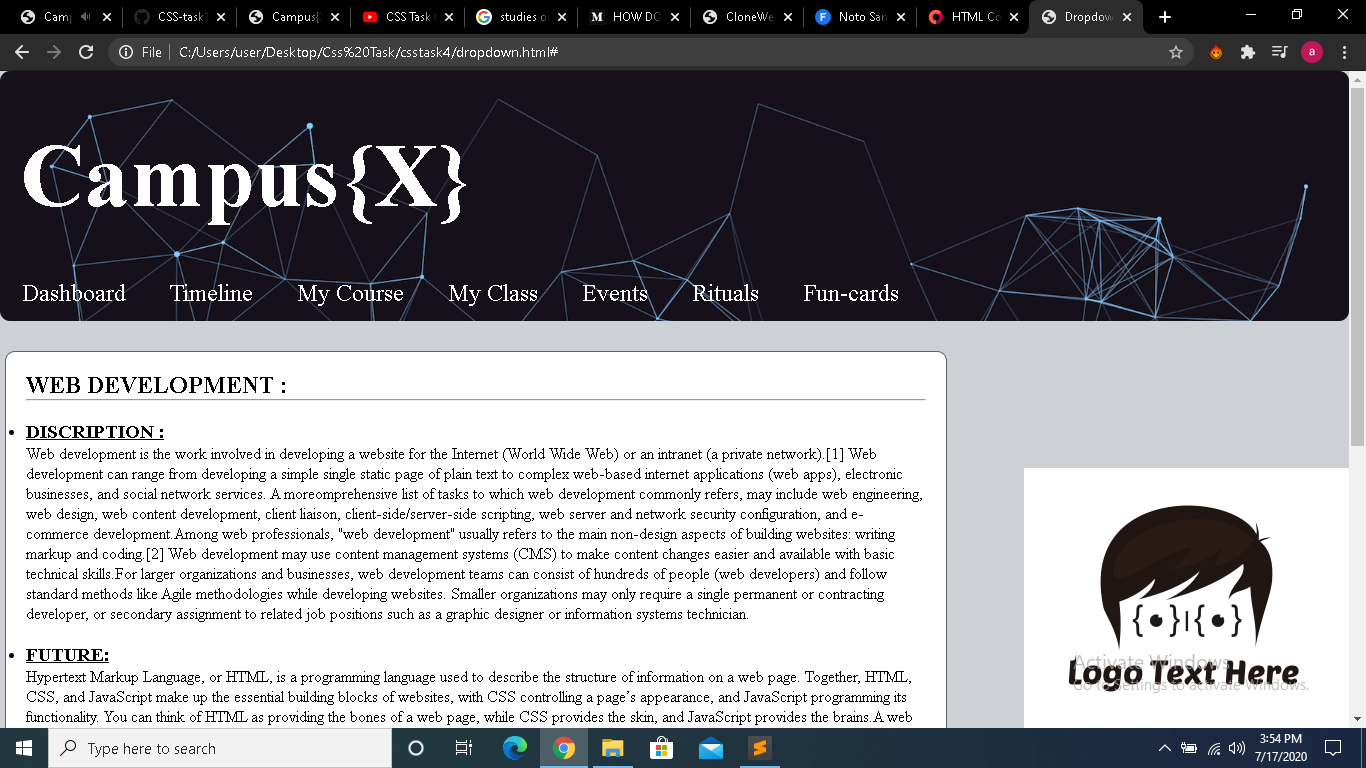 Camp
CSS-task
Campus{
CSS Task
studies o
HOW DO
CloneWe
Noto San
HTML Co
Dropdow
File
C:/Users/user/Desktop/Css%20Task/csstask4/dropdown.html#
a
Campus{X}
Dashboard Timeline My Course My Class Events Rituals Fun-cards
WEB DEVELOPMENT :
DISCRIPTION :
Web development is the work involved in developing a website for the Internet (World Wide Web) or an intranet (a private network).[1] Web
development can range from developing a simple single static page of plain text to complex web-based internet applications (web apps), electronic
businesses, and social network services. A moreomprehensive list of tasks to which web development commonly refers, may include web engineering,
web design, web content development, client liaison, client-side/server-side scripting, web server and network security configuration, and e-
commerce development.Among web professionals, "web development" usually refers to the main non-design aspects of building websites: writing
markup and coding.[2] Web development may use content management systems (CMS) to make content changes easier and available with basic
technical skills.For larger organizations and businesses, web development teams can consist of hundreds of people (web developers) and follow
standard methods like Agile methodologies while developing websites. Smaller organizations may only require a single permanent or contracting
developer, or secondary assignment to related job positions such as a graphic designer or information systems technician.
FUTURE:
Hypertext Markup Language, or HTML, is a programming language used to describe the structure of information on a web page. Together, HTML,
CSS, and JavaScript make up the essential building blocks of websites, with CSS controlling a page’s appearance, and JavaScript programming its
functionality. You can think of HTML as providing the bones of a web page, while CSS provides the skin, and JavaScript provides the brains.A web
{•}|{•}
Logo Text Here
Activate Windows
Go to Settings to activate Windows.
Type here to search
3:54 PM
7/17/2020